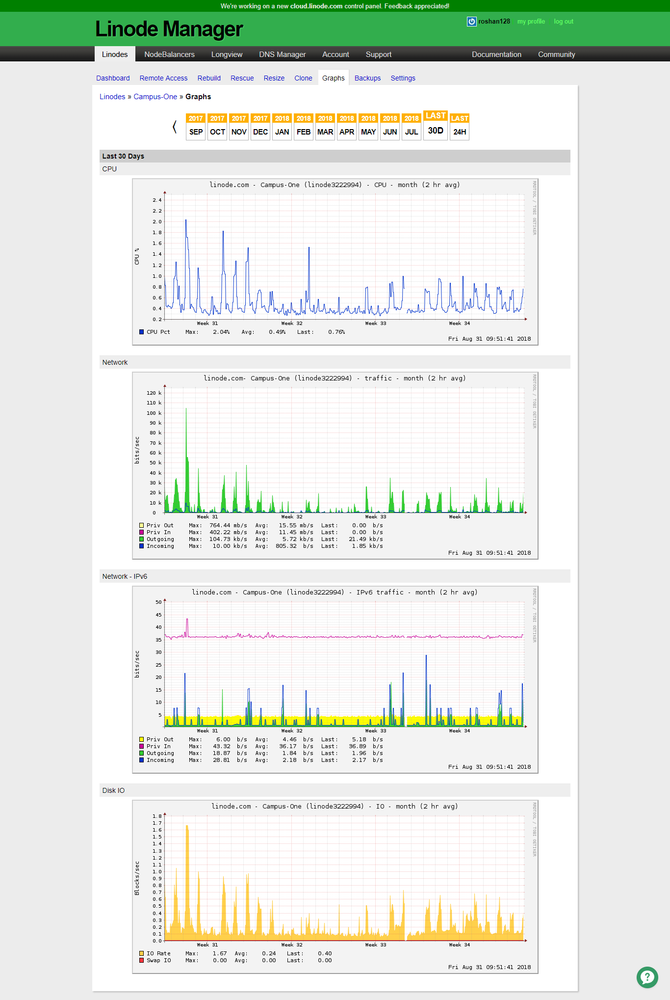 We're working on a new cloud.linode.com control panel. Feedback appreciated!
Linode Manager
roshan128 my profile log out
Linodes NodeBalancers Longview DNS Manager Account Support Documentation Community
Dashboard Remote Access Rebuild Rescue Resize Clone Graphs Backups Settings
Linodes » Campus-One » Graphs
2017 2017 2017 2017 2018 2018 2018 2018 2018 2018 2018 LAST LAST
SEP OCT NOV DEC JAN FEB MAR APR MAY JUN JUL 30D 24H
Last 30 Days
CPU
linode.com - Campus-One (linode3222994) - CPU - month (2 hr avg)
RRDTOOL / TOBI OETIKER
CPU %
2.4
2.2
2.0
1.8
1.6
1.4
1.2
1.0
0.8
0.6
0.4
0.2
Week 31 Week 32 Week 33 Week 34
CPU Pct Max: 2.04% Avg: 0.49% Last: 0.76%
Fri Aug 31 09:51:41 2018
Network
linode.com- Campus-One (linode3222994) - traffic - month (2 hr avg)
RRDTOOL / TOBI OETIKER
bits/sec
120 k
110 k
100 k
90 k
80 k
70 k
60 k
50 k
40 k
30 k
20 k
10 k
0
Week 31 Week 32 Week 33 Week 34
Priv Out Max: 764.44 mb/s Avg: 15.55 mb/s Last: 0.00 b/s
Priv In Max: 402.22 mb/s Avg: 11.45 mb/s Last: 0.00 b/s
Outgoing Max: 104.73 kb/s Avg: 5.72 kb/s Last: 21.49 kb/s
Incoming Max: 10.00 kb/s Avg: 805.32 b/s Last: 1.85 kb/s
Fri Aug 31 09:51:41 2018
Network - IPv6
linode.com - Campus-One (linode3222994) - IPv6 traffic - month (2 hr avg)
RRDTOOL / TOBI OETIKER
bits/sec
50
45
40
35
30
25
20
15
10
5
Week 31 Week 32 Week 33 Week 34
Priv Out Max: 6.00 b/s Avg: 4.46 b/s Last: 5.18 b/s
Priv In Max: 43.32 b/s Avg: 36.17 b/s Last: 36.89 b/s
Outgoing Max: 18.87 b/s Avg: 1.84 b/s Last: 1.96 b/s
Incoming Max: 28.81 b/s Avg: 2.18 b/s Last: 2.17 b/s
Fri Aug 31 09:51:41 2018
Disk IO
linode.com - Campus-One (linode3222994) - IO - month (2 hr avg)
RRDTOOL / TOBI OETIKER
Blocks/sec
1.8
1.7
1.6
1.5
1.4
1.3
1.2
1.1
1.0
0.9
0.8
0.7
0.6
0.5
0.4
0.3
0.2
0.1
0.0
Week 31 Week 32 Week 33 Week 34
IO Rate Max: 1.67 Avg: 0.24 Last: 0.40
Swap IO Max: 0.00 Avg: 0.00 Last: 0.00
Fri Aug 31 09:51:41 2018
?